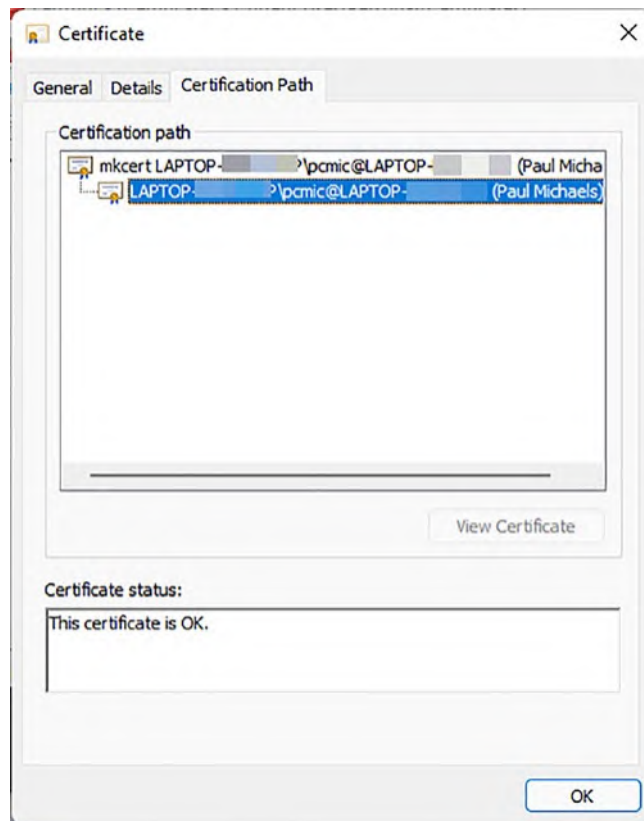 Certificate
General Details Certification Path
Certification path
mkcert LAPTOP- \pcmic@LAPTOP- (Paul Micha
LAPTOP- \pcmic@LAPTOP- (Paul Michaels)
View Certificate
Certificate status:
This certificate is OK.
OK